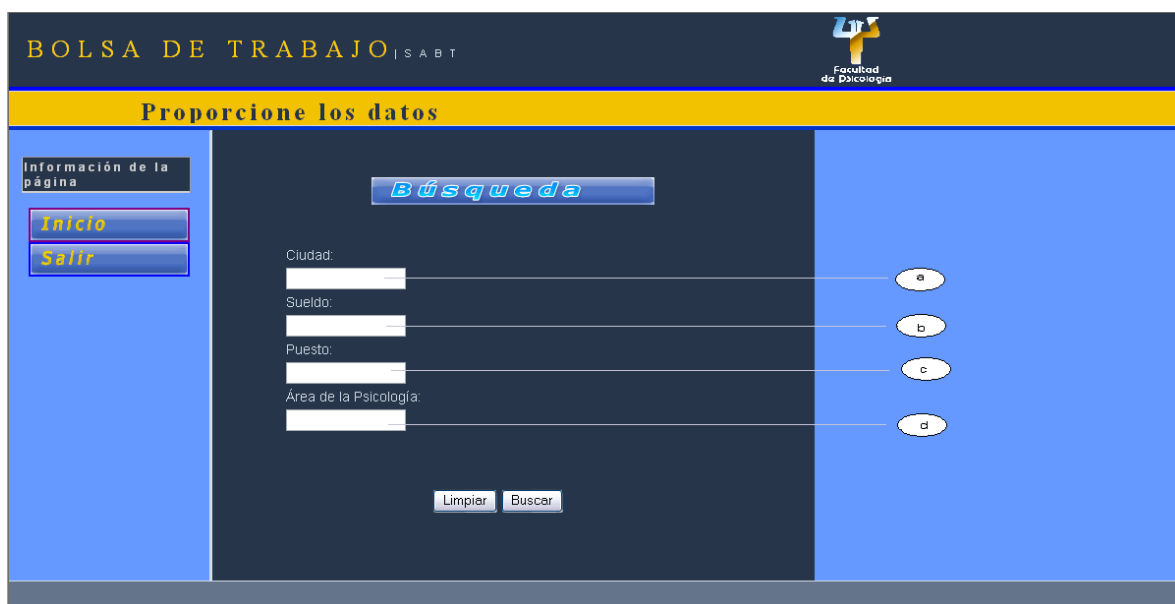 BOLSA DE TRABAJO|SABT
Facultad
de Psicología
Proporcione los datos
Información de la
página
Inicio
Salir
Búsqueda
Ciudad:
a
Sueldo:
b
Puesto:
c
Área de la Psicología:
d
Limpiar Buscar